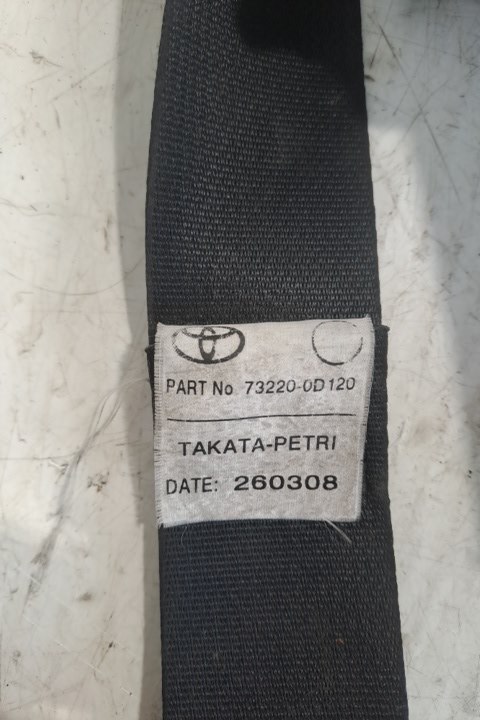 PART No 73220-0D120
TAKATA-PETRI
DATE: 260308